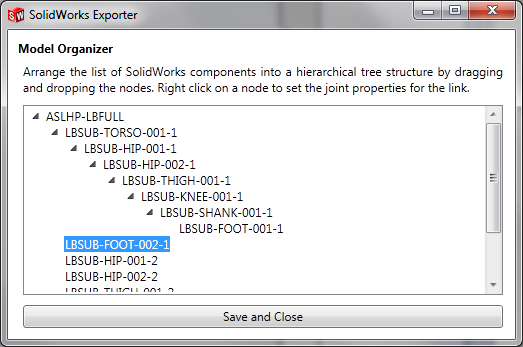 SolidWorks Exporter
Model Organizer
Arrange the list of SolidWorks components into a hierarchical tree structure by dragging
and dropping the nodes. Right click on a node to set the joint properties for the link.
ASLHP-LBFULL
LBSUB-TORSO-001-1
LBSUB-HIP-001-1
LBSUB-HIP-002-1
LBSUB-THIGH-001-1
LBSUB-KNEE-001-1
LBSUB-SHANK-001-1
LBSUB-FOOT-001-1
LBSUB-FOOT-002-1
LBSUB-HIP-001-2
LBSUB-HIP-002-2
LBSUB-THIGH-001-2
Save and Close